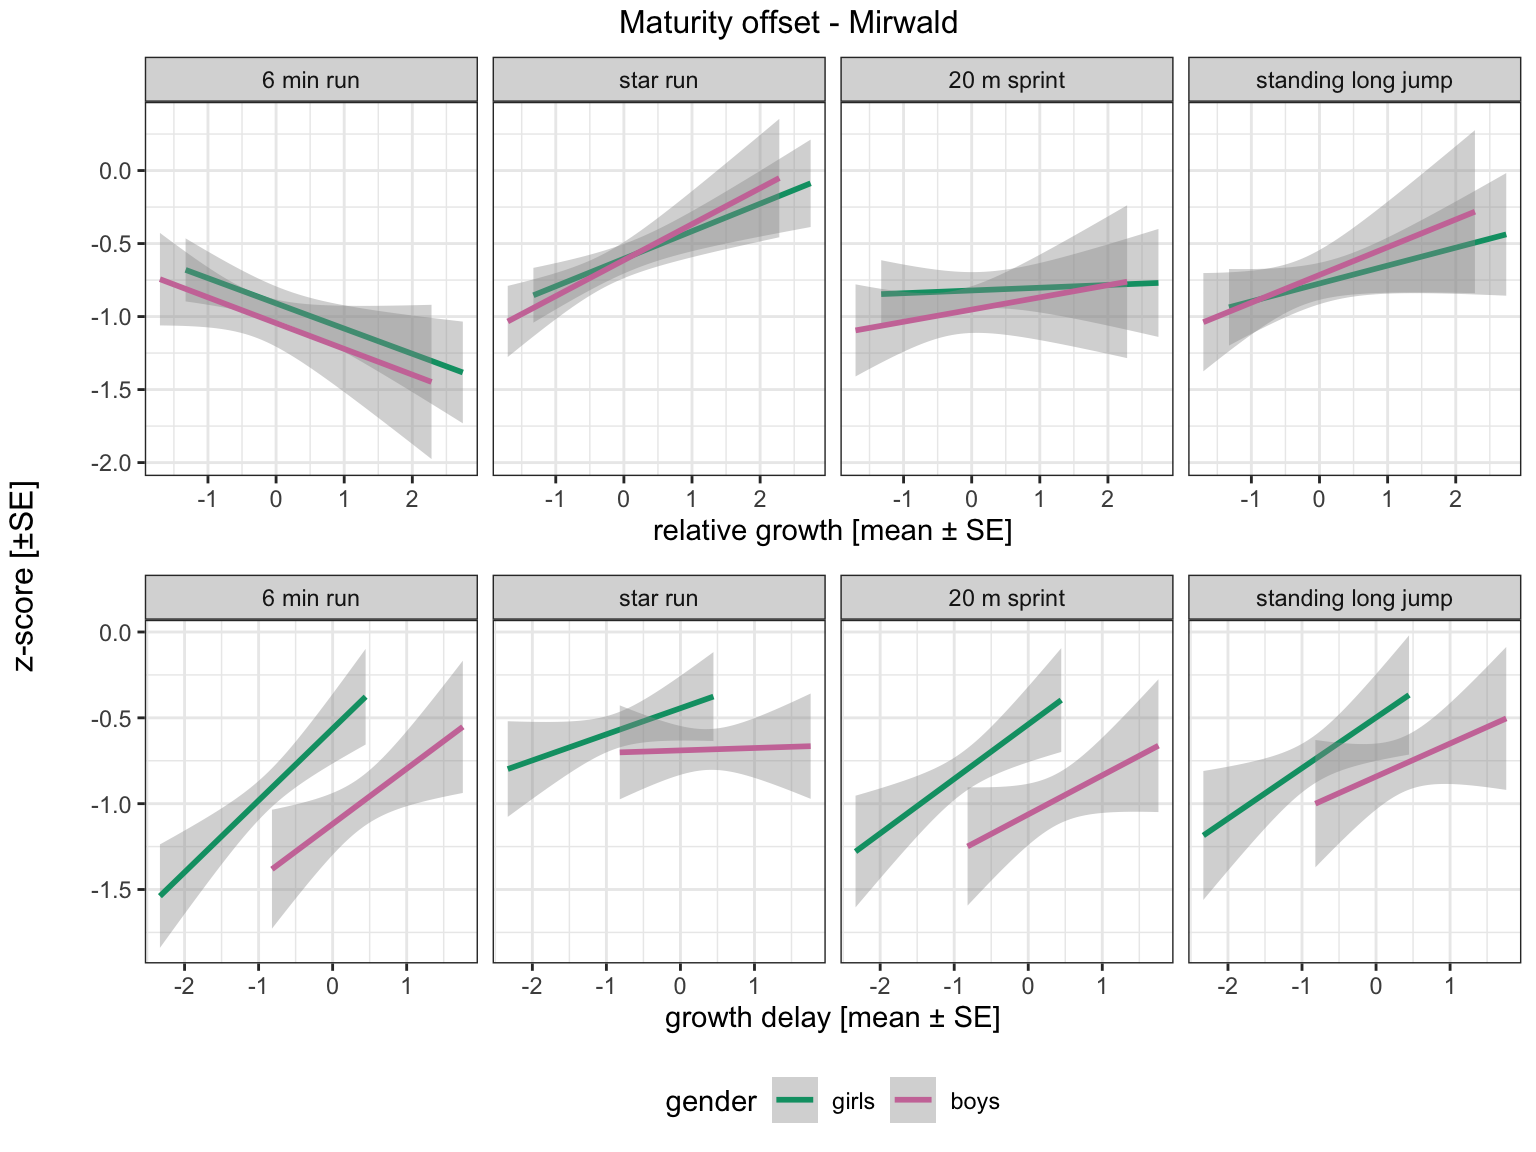 Maturity offset - Mirwald
6 min run
star run
20 m sprint
standing long jump
0.0
-0.5
-1.0
-1.5
-2.0
-1 0 1 2
-1 0 1 2
-1 0 1 2
-1 0 1 2
relative growth [mean ± SE]
z-score [±SE]
6 min run
star run
20 m sprint
standing long jump
0.0
-0.5
-1.0
-1.5
-2 -1 0 1
-2 -1 0 1
-2 -1 0 1
-2 -1 0 1
growth delay [mean ± SE]
gender girls boys